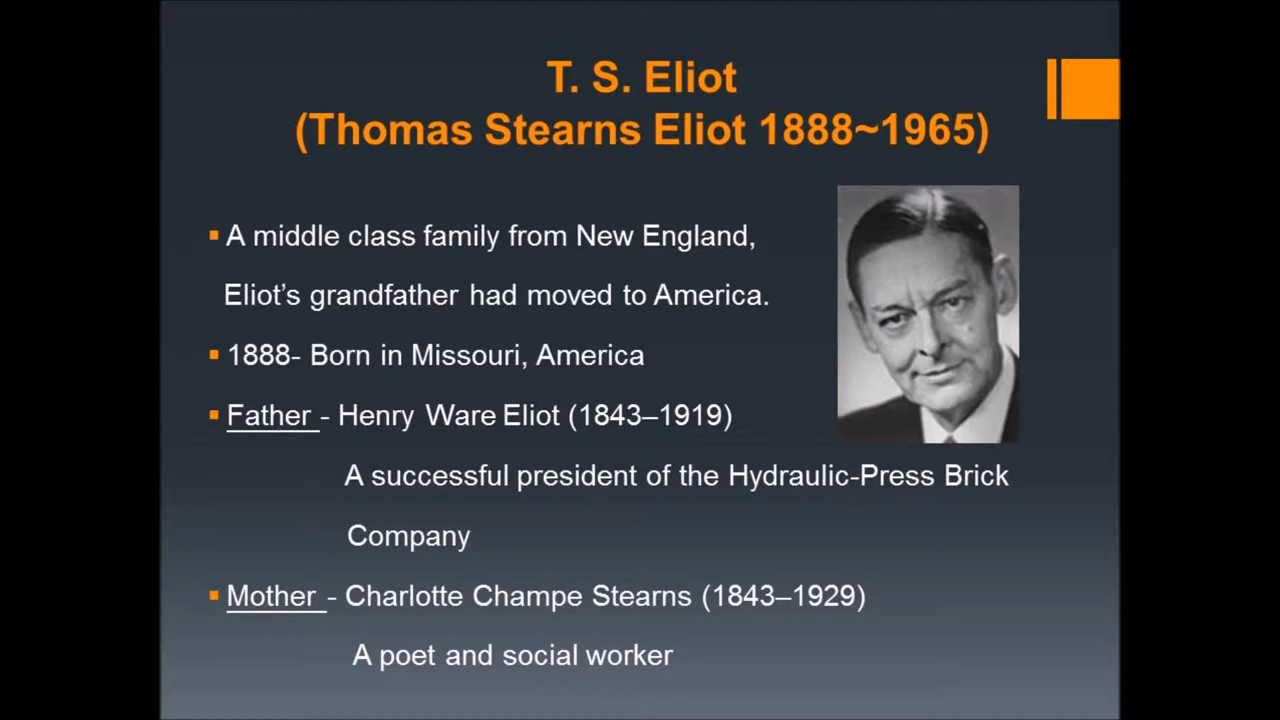 T. S. Eliot
(Thomas Stearns Eliot 1888~1965)
A middle class family from New England,
Eliot’s grandfather had moved to America.
1888- Born in Missouri, America
Father - Henry Ware Eliot (1843–1919)
A successful president of the Hydraulic-Press Brick
Company
Mother - Charlotte Champe Stearns (1843–1929)
A poet and social worker